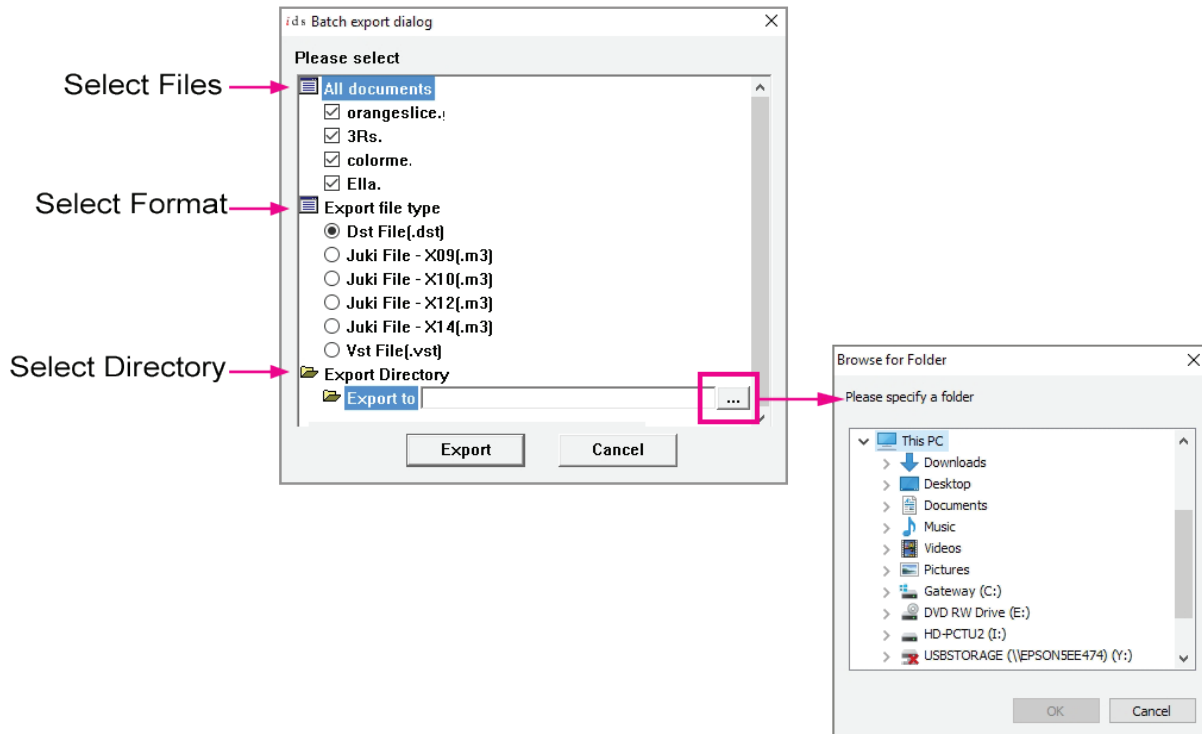 ids Batch export dialog
Please select
Select Files
All documents
orangeslice.
3Rs.
colorme.
Ella.
Select Format
Export file type
Dst File(.dst)
Juki File - X09(.m3)
Juki File - X10(.m3)
Juki File - X12(.m3)
Juki File - X14(.m3)
Vst File(.vst)
Select Directory
Export Directory
Export to
...
Export
Cancel
Browse for Folder
Please specify a folder
This PC
Downloads
Desktop
Documents
Music
Videos
Pictures
Gateway (C:)
DVD RW Drive (E:)
HD-PCTU2 (I:)
USBSTORAGE (\\EPSON5EE474) (Y:)
OK
Cancel